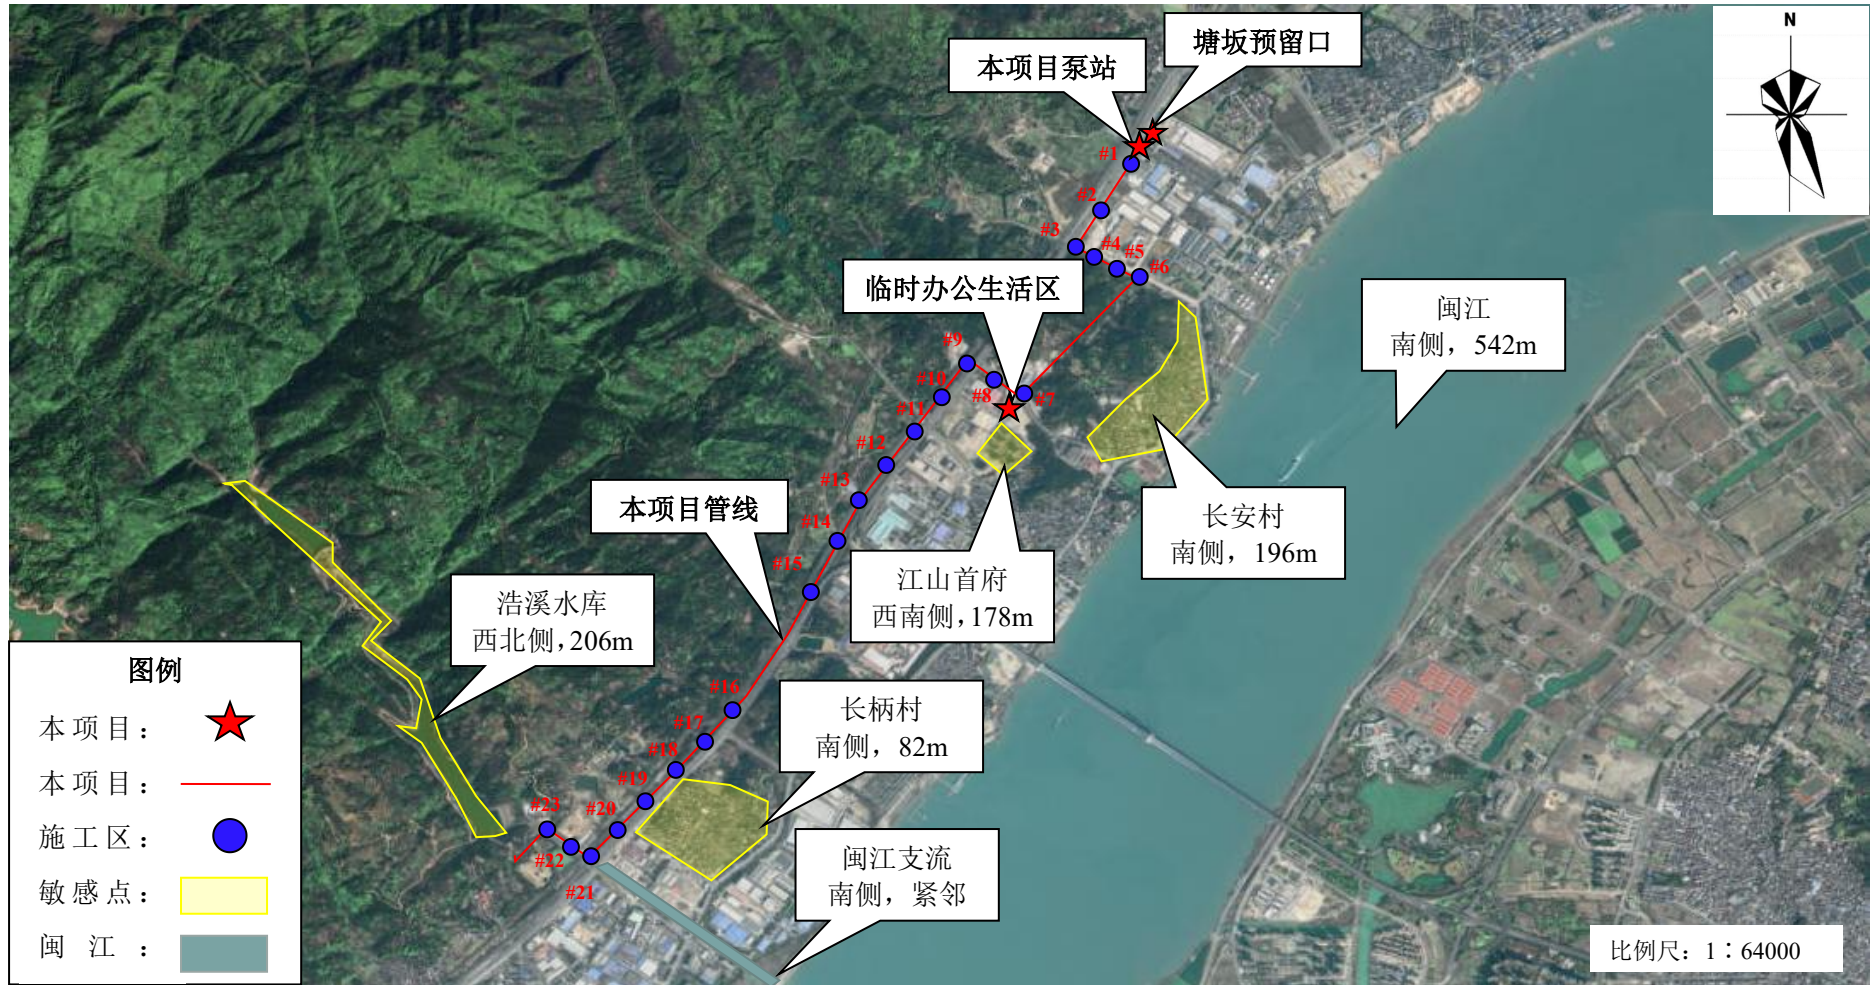 塘坂预留口
本项目泵站
N
#1
#2
#3
#4
#5
#6
临时办公生活区
闽江
南侧，542m
#9
#10
#8
#7
#11
#12
#13
#14
#15
本项目管线
长安村
南侧，196m
江山首府
西南侧，178m
浩溪水库
西北侧，206m
#16
#17
#18
#19
#20
#23
#22
#21
长柄村
南侧，82m
闽江支流
南侧，紧邻
图例
本项目：
本项目：
施工区：
敏感点：
闽江：
比例尺：1：64000